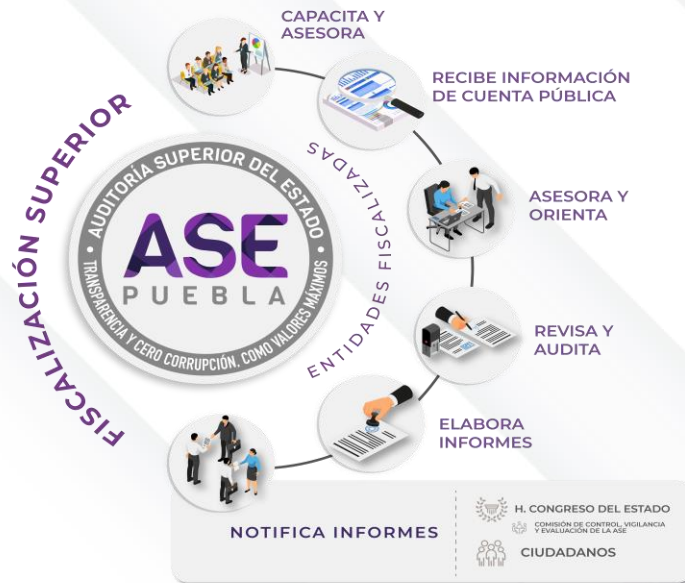 CAPACITA Y
ASESORA
RECIBE INFORMACIÓN
DE CUENTA PÚBLICA
FISCALIZACIÓN SUPERIOR
AUDITORÍA SUPERIOR DEL ESTADO
ASE
PUEBLA
TRANSPARENCIA Y CERO CORRUPCIÓN, COMO VALORES MÁXIMOS
ENTIDADES FISCALIZADAS
ASESORA Y
ORIENTA
REVISA Y
AUDITA
ELABORA
INFORMES
NOTIFICA INFORMES
H. CONGRESO DEL ESTADO
COMISIÓN DE CONTROL, VIGILANCIA
Y EVALUACIÓN DE LA ASE
CIUDADANOS